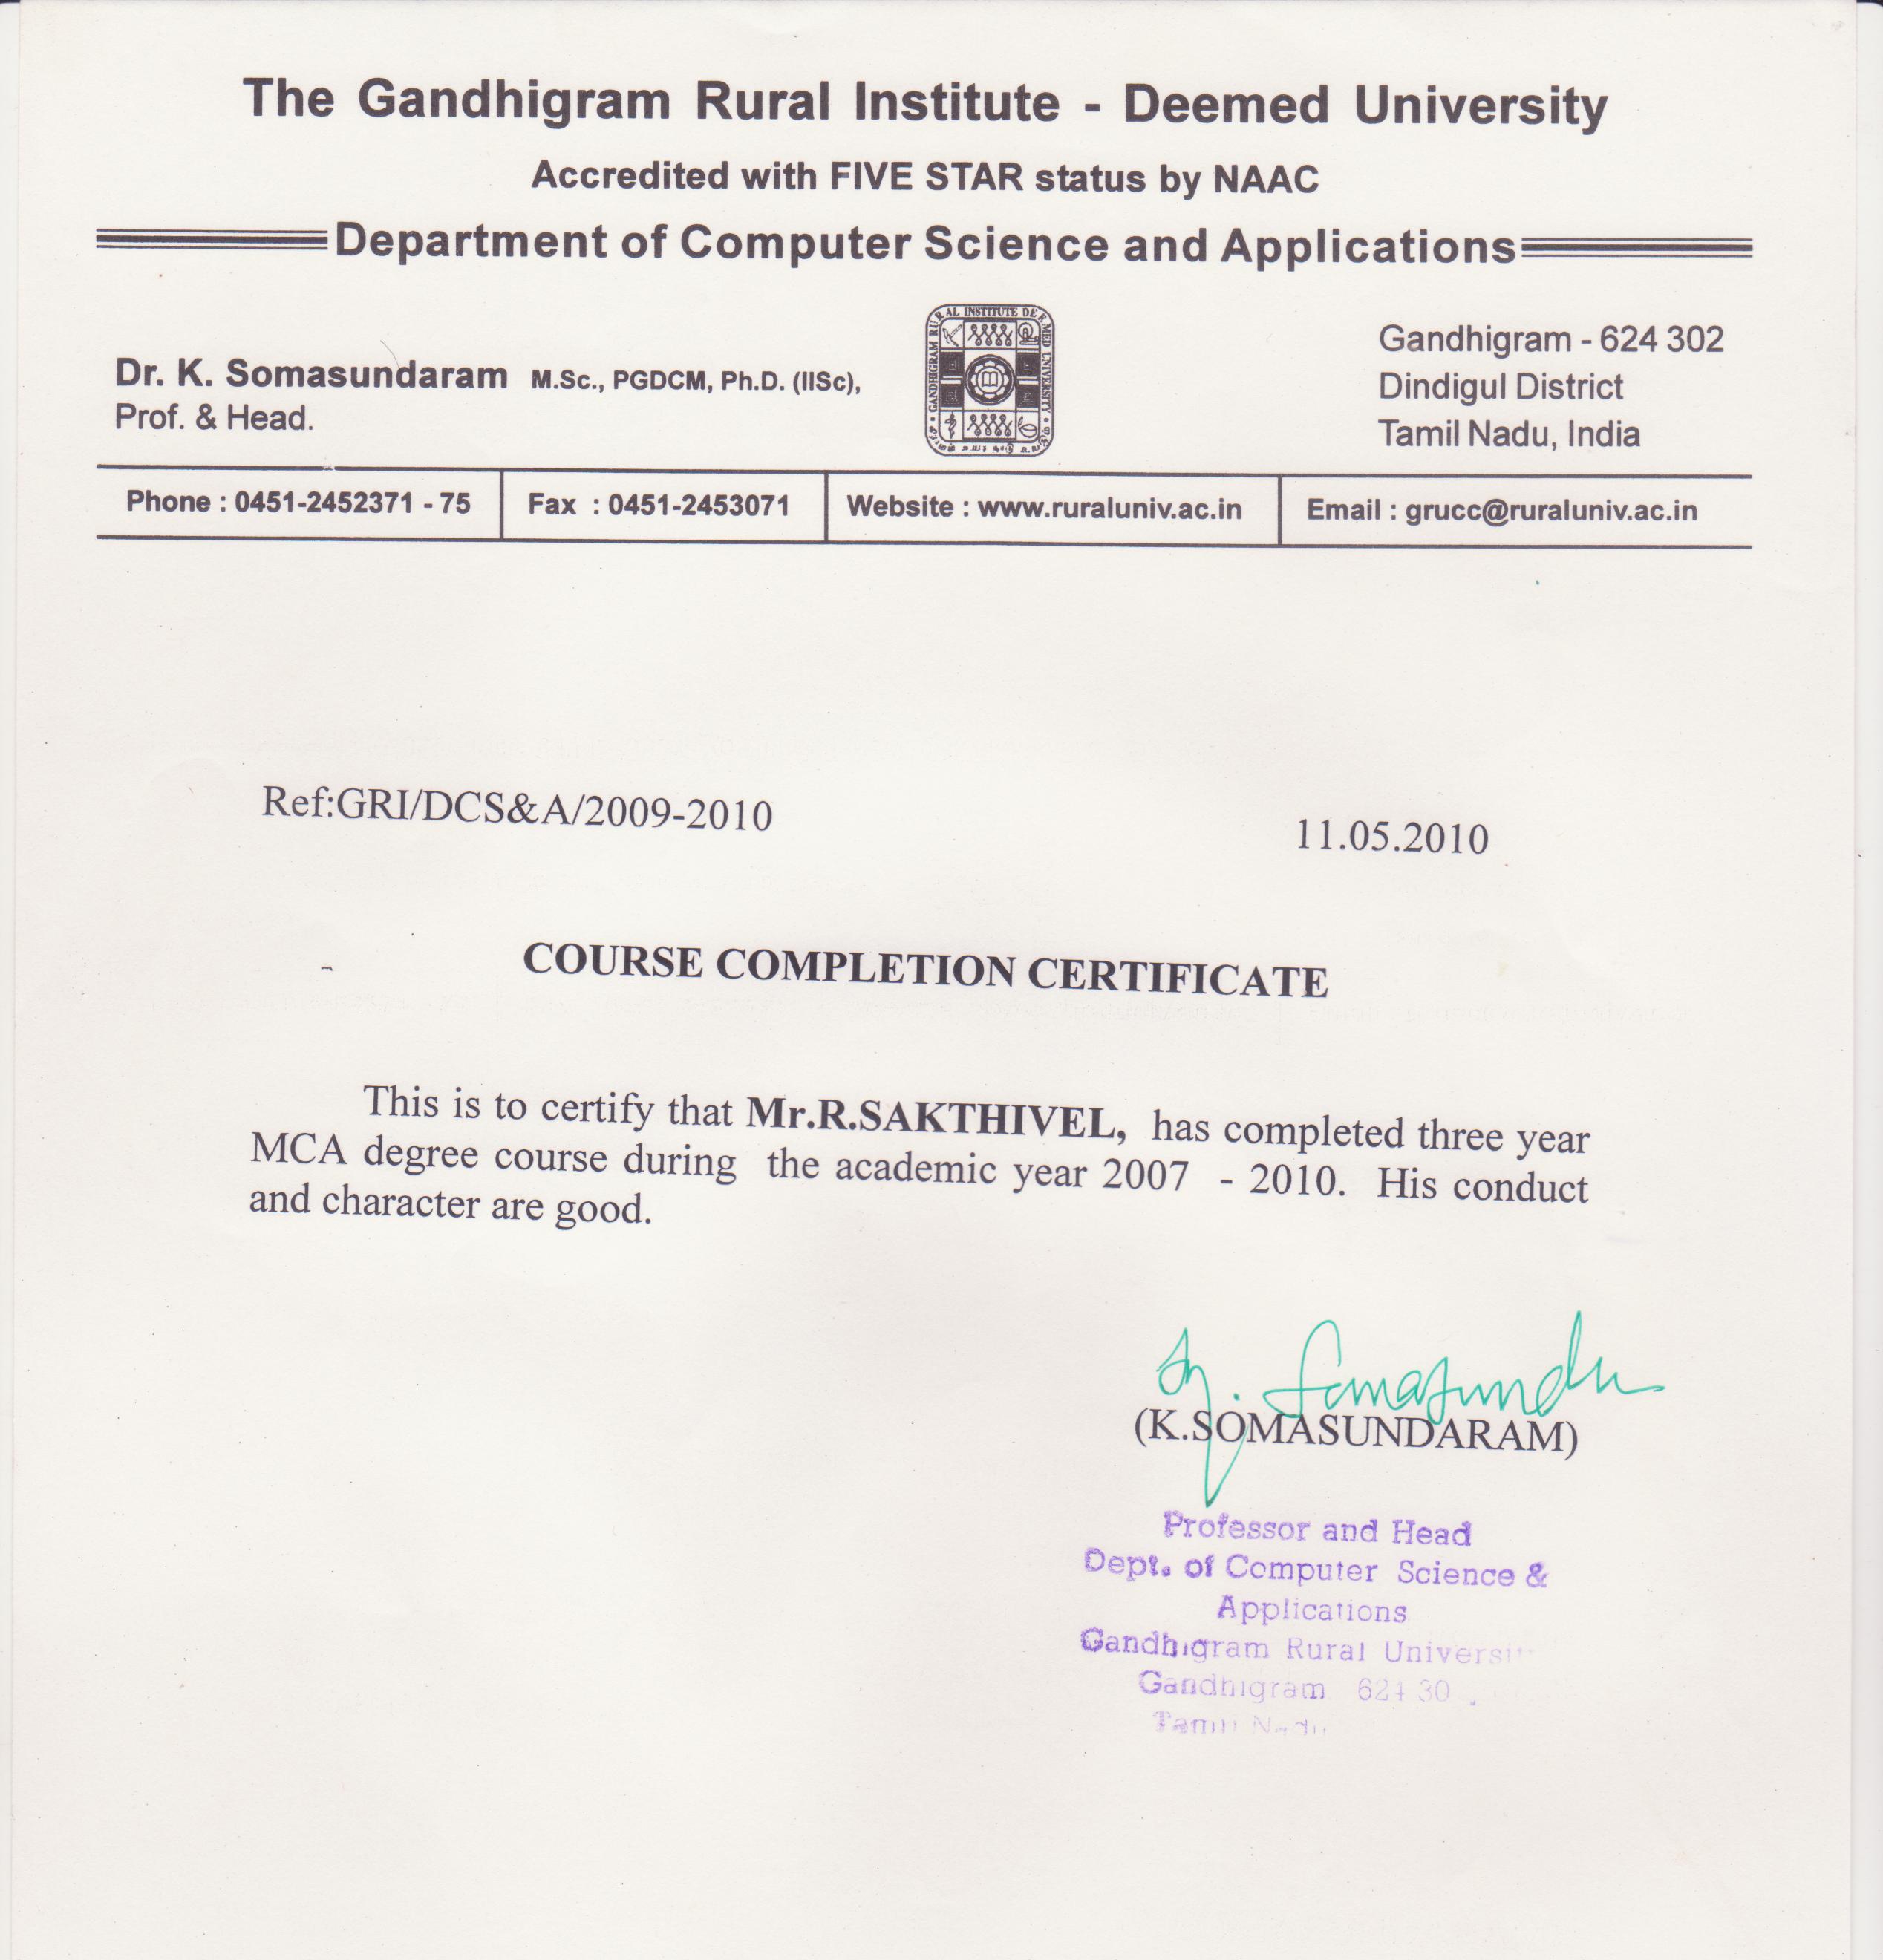 The Gandhigram Rural Institute - Deemed University
Accredited with FIVE STAR status by NAAC
Department of Computer Science and Applications
Dr. K. Somasundaram M.Sc., PGDCM, Ph.D. (IISc),
Prof. & Head.
GANDHIGRAM RURAL INSTITUTE DEEMED UNIVERSITY
Gandhigram - 624 302
Dindigul District
Tamil Nadu, India
Phone : 0451-2452371 - 75
Fax : 0451-2453071
Website : www.ruraluniv.ac.in
Email : grucc@ruraluniv.ac.in
Ref:GRI/DCS&A/2009-2010
11.05.2010
COURSE COMPLETION CERTIFICATE
This is to certify that Mr.R.SAKTHIVEL, has completed three year
MCA degree course during the academic year 2007 - 2010. His conduct
and character are good.
(K.SOMASUNDARAM)
Professor and Head
Dept. of Computer Science &
Applications
Gandhigram Rural Universit
Gandhigram 624 30
Tamil Nadu